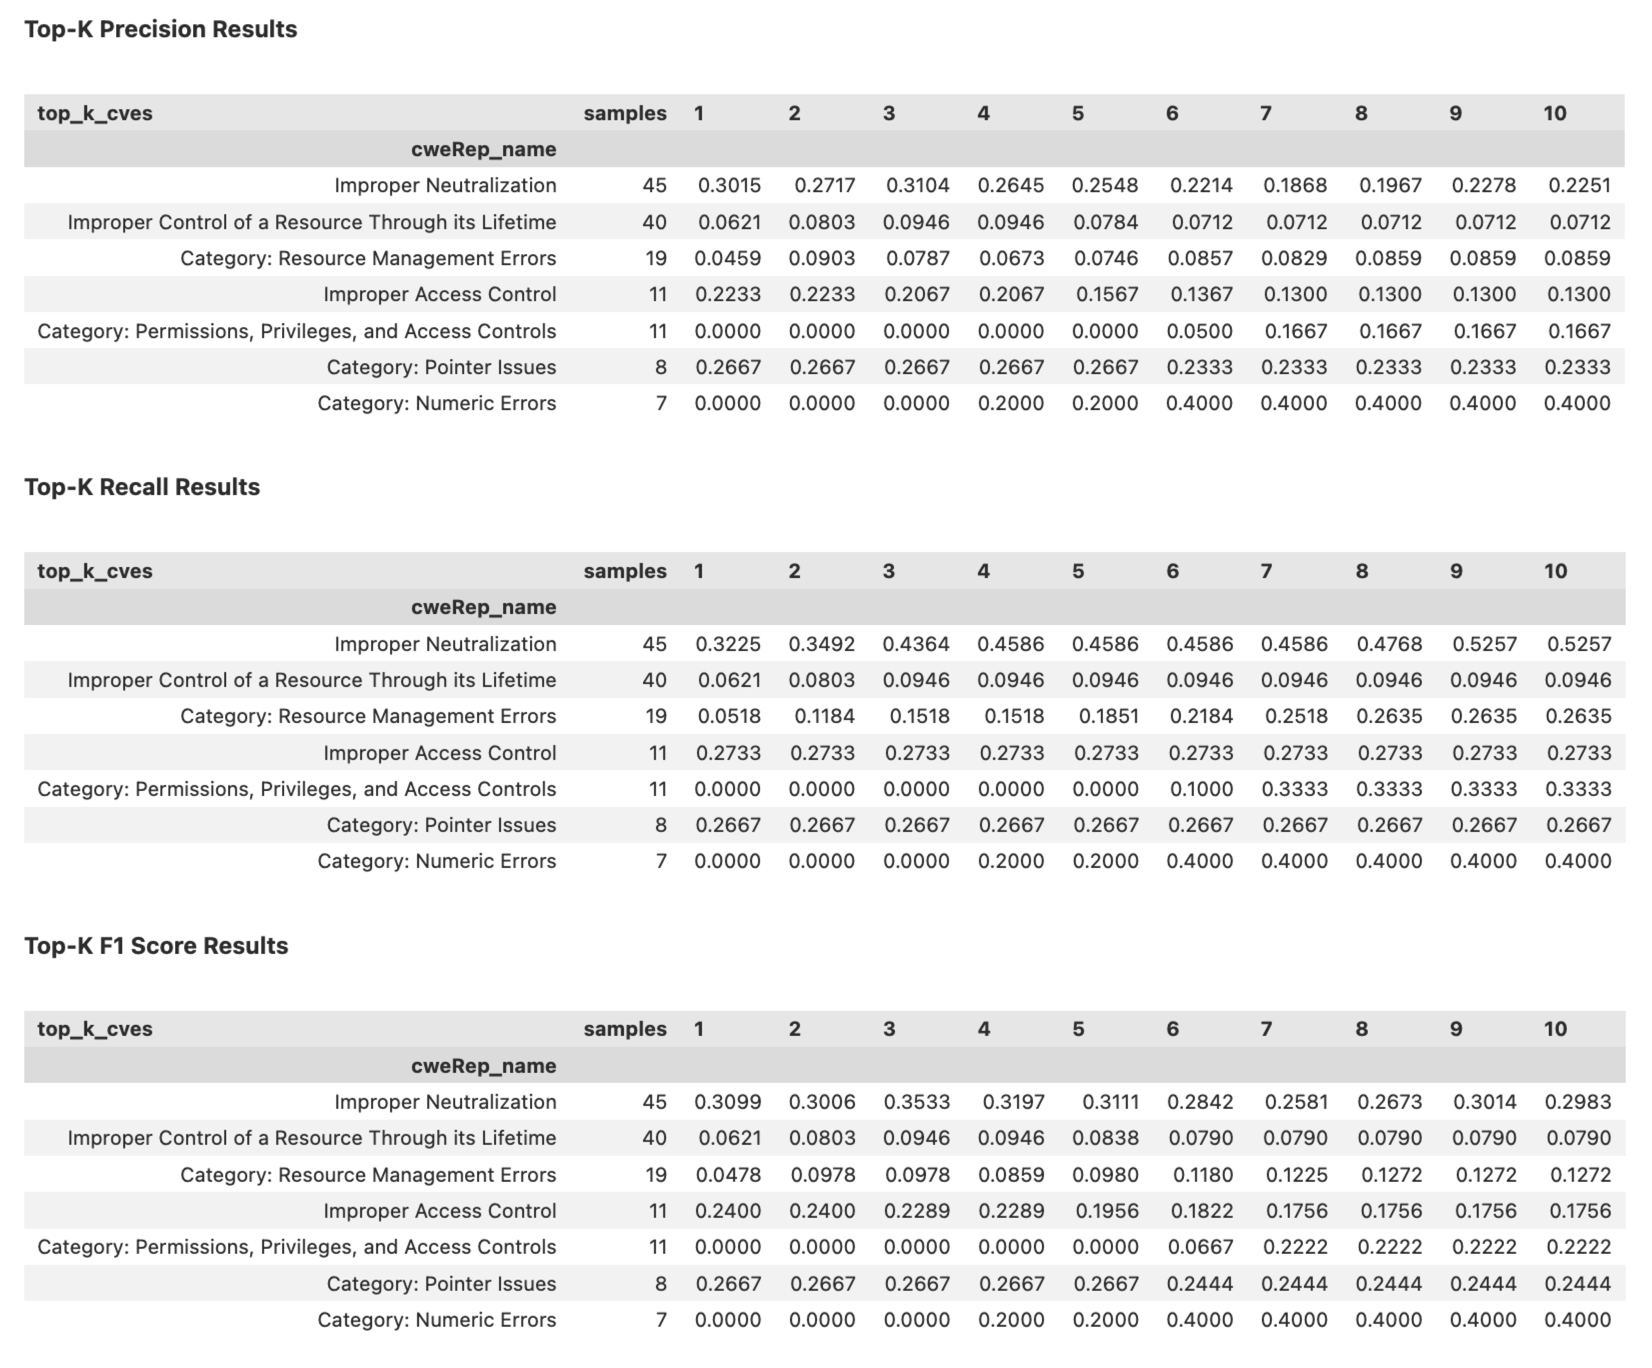 Top-K Precision Results
top_k_cves samples 1 2 3 4 5 6 7 8 9 10
cweRep_name
Improper Neutralization 45 0.3015 0.2717 0.3104 0.2645 0.2548 0.2214 0.1868 0.1967 0.2278 0.2251
Improper Control of a Resource Through its Lifetime 40 0.0621 0.0803 0.0946 0.0946 0.0784 0.0712 0.0712 0.0712 0.0712 0.0712
Category: Resource Management Errors 19 0.0459 0.0903 0.0787 0.0673 0.0746 0.0857 0.0829 0.0859 0.0859 0.0859
Improper Access Control 11 0.2233 0.2233 0.2067 0.2067 0.1567 0.1367 0.1300 0.1300 0.1300 0.1300
Category: Permissions, Privileges, and Access Controls 11 0.0000 0.0000 0.0000 0.0000 0.0000 0.0500 0.1667 0.1667 0.1667 0.1667
Category: Pointer Issues 8 0.2667 0.2667 0.2667 0.2667 0.2667 0.2333 0.2333 0.2333 0.2333 0.2333
Category: Numeric Errors 7 0.0000 0.0000 0.0000 0.2000 0.2000 0.4000 0.4000 0.4000 0.4000 0.4000
Top-K Recall Results
top_k_cves samples 1 2 3 4 5 6 7 8 9 10
cweRep_name
Improper Neutralization 45 0.3225 0.3492 0.4364 0.4586 0.4586 0.4586 0.4586 0.4768 0.5257 0.5257
Improper Control of a Resource Through its Lifetime 40 0.0621 0.0803 0.0946 0.0946 0.0946 0.0946 0.0946 0.0946 0.0946 0.0946
Category: Resource Management Errors 19 0.0518 0.1184 0.1518 0.1518 0.1851 0.2184 0.2518 0.2635 0.2635 0.2635
Improper Access Control 11 0.2733 0.2733 0.2733 0.2733 0.2733 0.2733 0.2733 0.2733 0.2733 0.2733
Category: Permissions, Privileges, and Access Controls 11 0.0000 0.0000 0.0000 0.0000 0.0000 0.1000 0.3333 0.3333 0.3333 0.3333
Category: Pointer Issues 8 0.2667 0.2667 0.2667 0.2667 0.2667 0.2667 0.2667 0.2667 0.2667 0.2667
Category: Numeric Errors 7 0.0000 0.0000 0.0000 0.2000 0.2000 0.4000 0.4000 0.4000 0.4000 0.4000
Top-K F1 Score Results
top_k_cves samples 1 2 3 4 5 6 7 8 9 10
cweRep_name
Improper Neutralization 45 0.3099 0.3006 0.3533 0.3197 0.3111 0.2842 0.2581 0.2673 0.3014 0.2983
Improper Control of a Resource Through its Lifetime 40 0.0621 0.0803 0.0946 0.0946 0.0838 0.0790 0.0790 0.0790 0.0790 0.0790
Category: Resource Management Errors 19 0.0478 0.0978 0.0978 0.0859 0.0980 0.1180 0.1225 0.1272 0.1272 0.1272
Improper Access Control 11 0.2400 0.2400 0.2289 0.2289 0.1956 0.1822 0.1756 0.1756 0.1756 0.1756
Category: Permissions, Privileges, and Access Controls 11 0.0000 0.0000 0.0000 0.0000 0.0000 0.0667 0.2222 0.2222 0.2222 0.2222
Category: Pointer Issues 8 0.2667 0.2667 0.2667 0.2667 0.2667 0.2444 0.2444 0.2444 0.2444 0.2444
Category: Numeric Errors 7 0.0000 0.0000 0.0000 0.2000 0.2000 0.4000 0.4000 0.4000 0.4000 0.4000